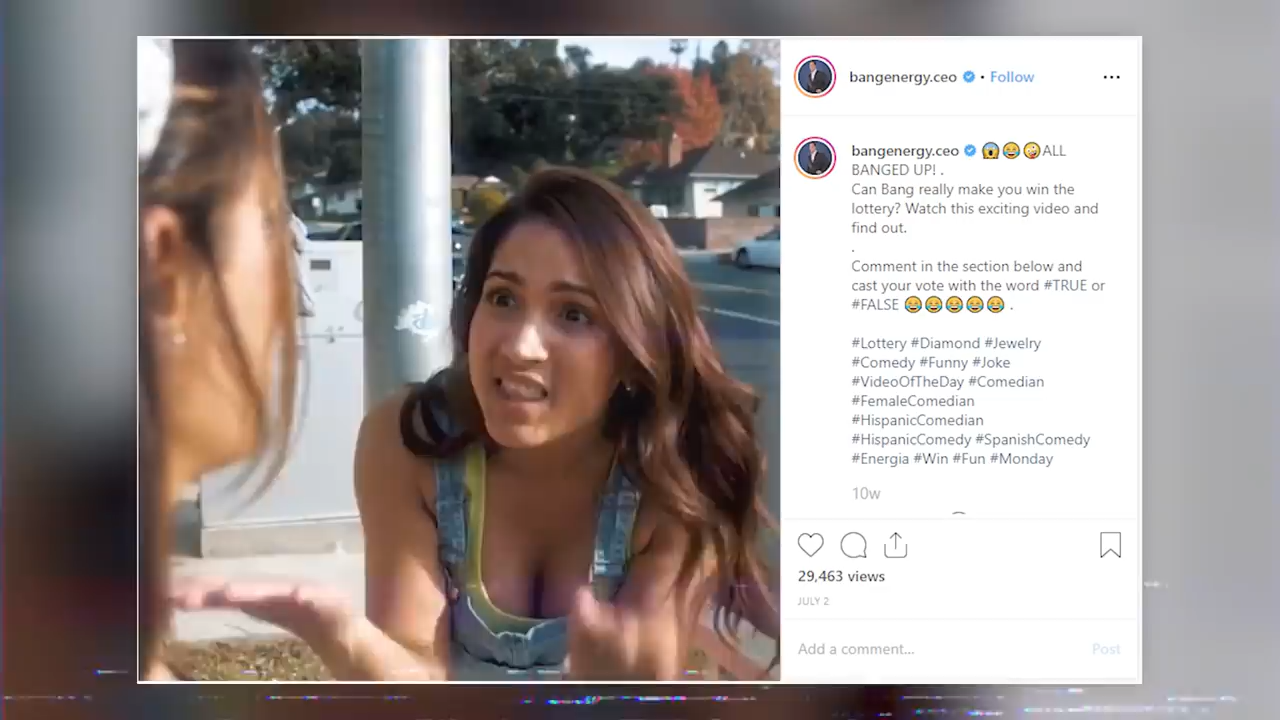 bangenergy.ceo • Follow
bangenergy.ceo 😱😂🤪ALL
BANGED UP! .
Can Bang really make you win the
lottery? Watch this exciting video and
find out.
.
Comment in the section below and
cast your vote with the word #TRUE or
#FALSE 😂😂😂😂😂 .
#Lottery #Diamond #Jewelry
#Comedy #Funny #Joke
#VideoOfTheDay #Comedian
#FemaleComedian
#HispanicComedian
#HispanicComedy #SpanishComedy
#Energia #Win #Fun #Monday
10w
29,463 views
JULY 2
Add a comment...
Post